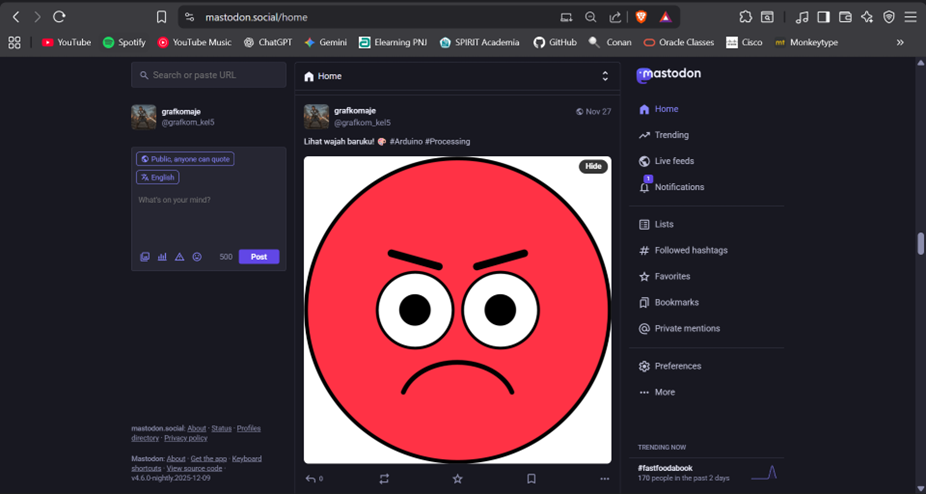 mastodon.social/home
YouTube
Spotify
YouTube Music
ChatGPT
Gemini
Elearning PNJ
SPIRIT Academia
GitHub
Conan
Oracle Classes
Cisco
mt Monkeytype
Search or paste URL
grafkomaje
@grafkom_kel5
Public, anyone can quote
English
What's on your mind?
500
Post
mastodon.social: About · Status · Profiles
directory · Privacy policy
Mastodon: About · Get the app · Keyboard
shortcuts · View source code ·
v4.6.0-nightly.2025-12-09
Home
grafkomaje
@grafkom_kel5
Nov 27
Lihat wajah baruku! 🎨 #Arduino #Processing
Hide
0
mastodon
Home
Trending
Live feeds
1
Notifications
Lists
Followed hashtags
Favorites
Bookmarks
Private mentions
Preferences
More
TRENDING NOW
#fastfoodabook
170 people in the past 2 days